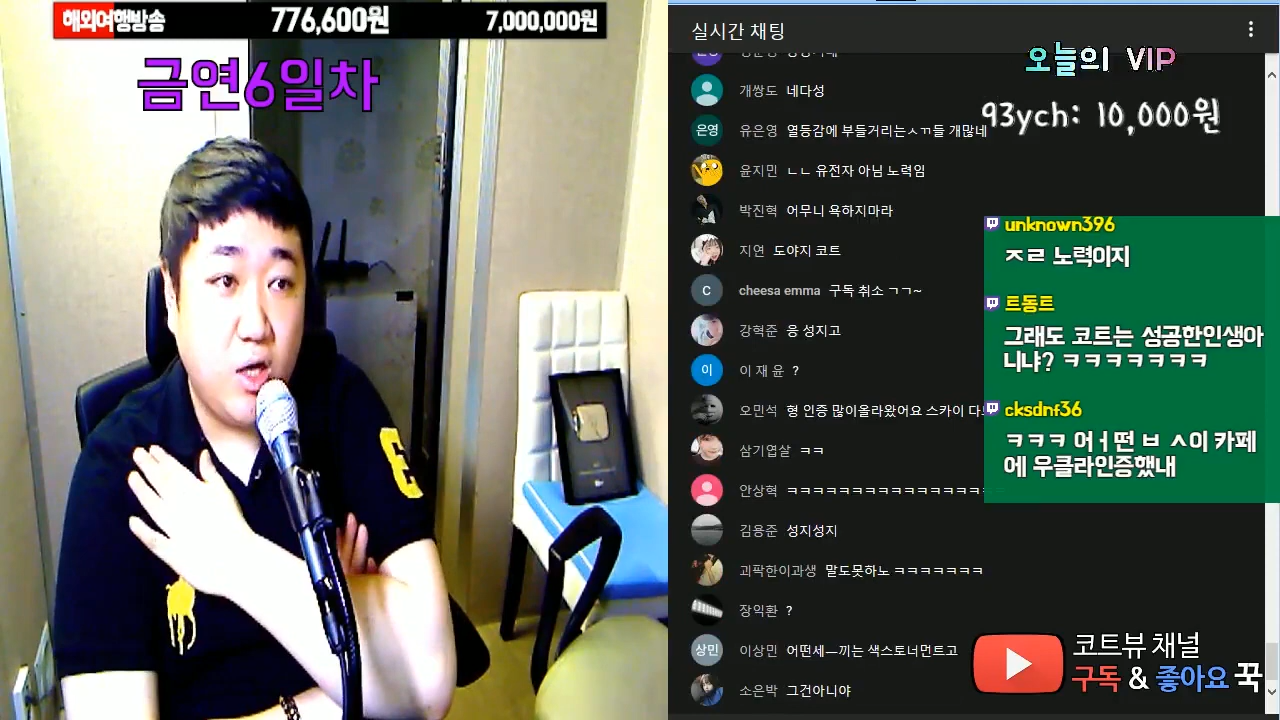 해외여행방송 776,600원 7,000,000원
금연6일차
E
실시간 채팅
오늘의 VIP
93ych: 10,000원
개쌍도 네다성
은영 유은영 열등감에 부들거리는ㅅㄲ들 개많네
윤지민 ㄴㄴ 유전자 아님 노력임
박진혁 어무니 욕하지마라
지연 도야지 코트
C cheesa emma 구독 취소 ㄱㄱ~
강혁준 응 성지고
이 이 재 윤 ?
오민석 형 인증 많이올라왔어요 스카이
삼기엽살 ㅋㅋ
안상혁 ㅋㅋㅋㅋㅋㅋㅋㅋㅋㅋㅋㅋㅋㅋㅋ
김용준 성지성지
괴팍한이과생 말도못하노 ㅋㅋㅋㅋㅋㅋㅋ
장익환 ?
상민 이상민 어떤세ㅡ끼는 색스토너먼트고
소은박 그건아니야
unknown396
ㅈㄹ 노력이지
트동트
그래도 코트는 성공한인생아
니냐? ㅋㅋㅋㅋㅋㅋㅋ
cksdnf36
ㅋㅋㅋ 어ㅓ떤 ㅂ ㅅ이 카페
에 우클라인증했내
코트뷰 채널
구독 & 좋아요 꾹